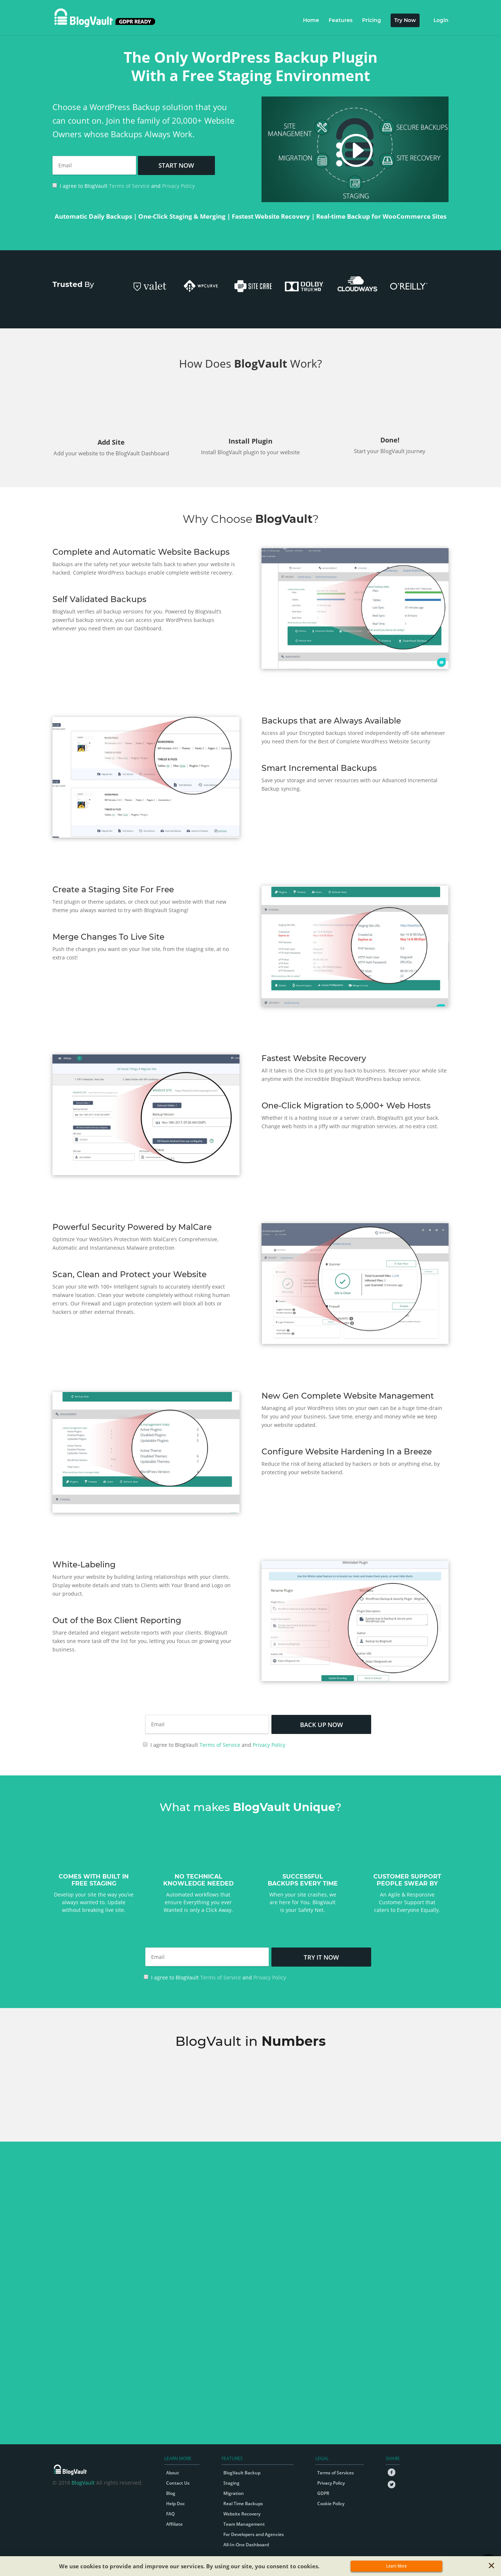 BlogVault GDPR READY
Home Features Pricing Try Now Login
The Only WordPress Backup Plugin
With a Free Staging Environment
Choose a WordPress Backup solution that you
can count on. Join the family of 20,000+ Website
Owners whose Backups Always Work.
Email START NOW
I agree to BlogVault Terms of Service and Privacy Policy
SITE MANAGEMENT
SECURE BACKUPS
MIGRATION
SITE RECOVERY
STAGING
Automatic Daily Backups | One-Click Staging & Merging | Fastest Website Recovery | Real-time Backup for WooCommerce Sites
Trusted By valet WPCURVE SITE CARE DOLBY TRUEHD CLOUDWAYS O'REILLY
How Does BlogVault Work?
Add Site
Add your website to the BlogVault Dashboard
Install Plugin
Install BlogVault plugin to your website
Done!
Start your BlogVault journey
Why Choose BlogVault?
Complete and Automatic Website Backups
Backups are the safety net your website falls back to when your website is
hacked. Complete WordPress backups enable complete website recovery.
Self Validated Backups
BlogVault verifies all backup versions for you. Powered by BlogVault's
powerful backup service, you can access your WordPress backups
whenever you need them on our Dashboard.
Backups that are Always Available
Access all your Encrypted backups stored independently off-site whenever
you need them for the Best of Complete WordPress Website Security
Smart Incremental Backups
Save your storage and server resources with our Advanced Incremental
Backup syncing.
Create a Staging Site For Free
Test plugin or theme updates, or check out your website with that new
theme you always wanted to try with BlogVault Staging!
Merge Changes To Live Site
Push the changes you want on your live site, from the staging site, at no
extra cost!
Fastest Website Recovery
All it takes is One-Click to get you back to business. Recover your whole site
anytime with the incredible BlogVault WordPress backup service.
One-Click Migration to 5,000+ Web Hosts
Whether it is a hosting issue or a server crash, BlogVault's got your back.
Change web hosts in a jiffy with our migration services, at no extra cost.
Powerful Security Powered by MalCare
Optimize Your WebSite's Protection With MalCare's Comprehensive,
Automatic and Instantaneous Malware protection
Scan, Clean and Protect your Website
Scan your site with 100+ Intelligent signals to accurately identify exact
malware location. Clean your website completely without risking human
errors. Our Firewall and Login protection system will block all bots or
hackers or other external threats.
New Gen Complete Website Management
Managing all your WordPress sites on your own can be a huge time-drain
for you and your business. Save time, energy and money while we keep
your website updated.
Configure Website Hardening In a Breeze
Reduce the risk of being attacked by hackers or bots or anything else, by
protecting your website backend.
White-Labeling
Nurture your website by building lasting relationships with your clients.
Display website details and stats to Clients with Your Brand and Logo on
our product.
Out of the Box Client Reporting
Share detailed and elegant website reports with your clients. BlogVault
takes one more task off the list for you, letting you focus on growing your
business.
Email BACK UP NOW
I agree to BlogVault Terms of Service and Privacy Policy
What makes BlogVault Unique?
COMES WITH BUILT IN
FREE STAGING
Develop your site the way you've
always wanted to. Update
without breaking live site.
NO TECHNICAL
KNOWLEDGE NEEDED
Automated workflows that
ensure Everything you ever
Wanted is only a Click Away.
SUCCESSFUL
BACKUPS EVERY TIME
When your site crashes, we
are here for You. BlogVault
is your Safety Net.
CUSTOMER SUPPORT
PEOPLE SWEAR BY
An Agile & Responsive
Customer Support that
caters to Everyone Equally.
Email TRY IT NOW
I agree to BlogVault Terms of Service and Privacy Policy
BlogVault in Numbers
BlogVault
© 2018 BlogVault All rights reserved.
LEARN MORE
About
Contact Us
Blog
Help Doc
FAQ
Affiliate
FEATURES
BlogVault Backup
Staging
Migration
Real Time Backups
Website Recovery
Team Management
For Developers and Agencies
All-In-One Dashboard
LEGAL
Terms of Services
Privacy Policy
GDPR
Cookie Policy
SHARE
We use cookies to provide and improve our services. By using our site, you consent to cookies.
Learn More